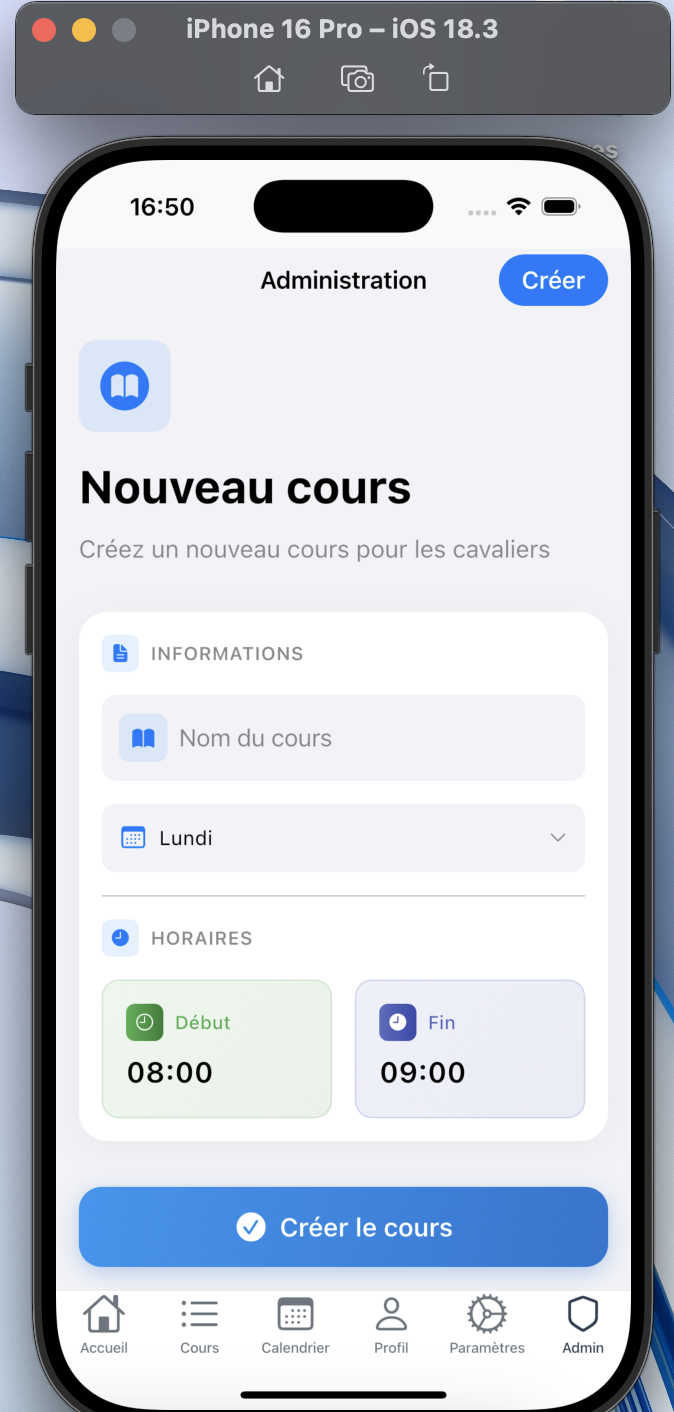 iPhone 16 Pro – iOS 18.3
16:50
Administration
Créer
Nouveau cours
Créez un nouveau cours pour les cavaliers
INFORMATIONS
Nom du cours
Lundi
HORAIRES
Début
Fin
08:00
09:00
Créer le cours
Accueil
Cours
Calendrier
Profil
Paramètres
Admin